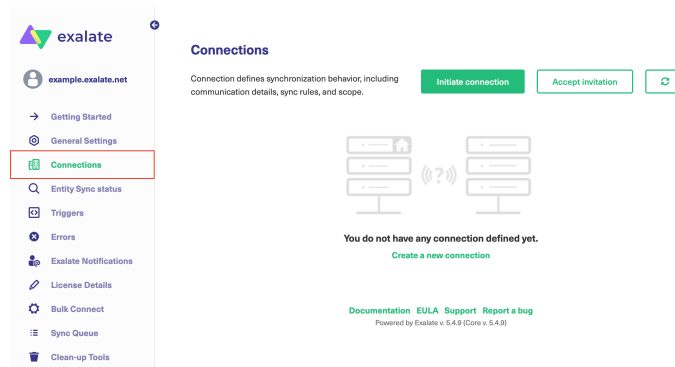 exalate
example.exalate.net
Getting Started
General Settings
Connections
Entity Sync status
Triggers
Errors
Exalate Notifications
License Details
Bulk Connect
Sync Queue
Clean-up Tools
Connections
Connection defines synchronization behavior, including
communication details, sync rules, and scope.
Initiate connection
Accept invitation
((?))
You do not have any connection defined yet.
Create a new connection
Documentation EULA Support Report a bug
Powered by Exalate v. 5.4.9 (Core v. 5.4.9)